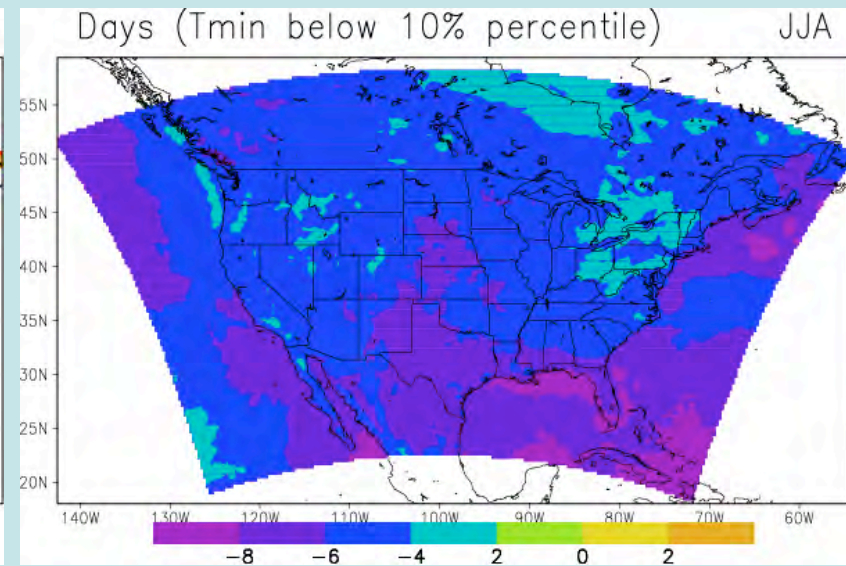 Days (Tmin below 10% percentile) JJA
55N
50N
45N
40N
35N
30N
25N
20N
140W 130W 120W 110W 100W 90W 80W 70W 60W
−8 −6 −4 2 0 2